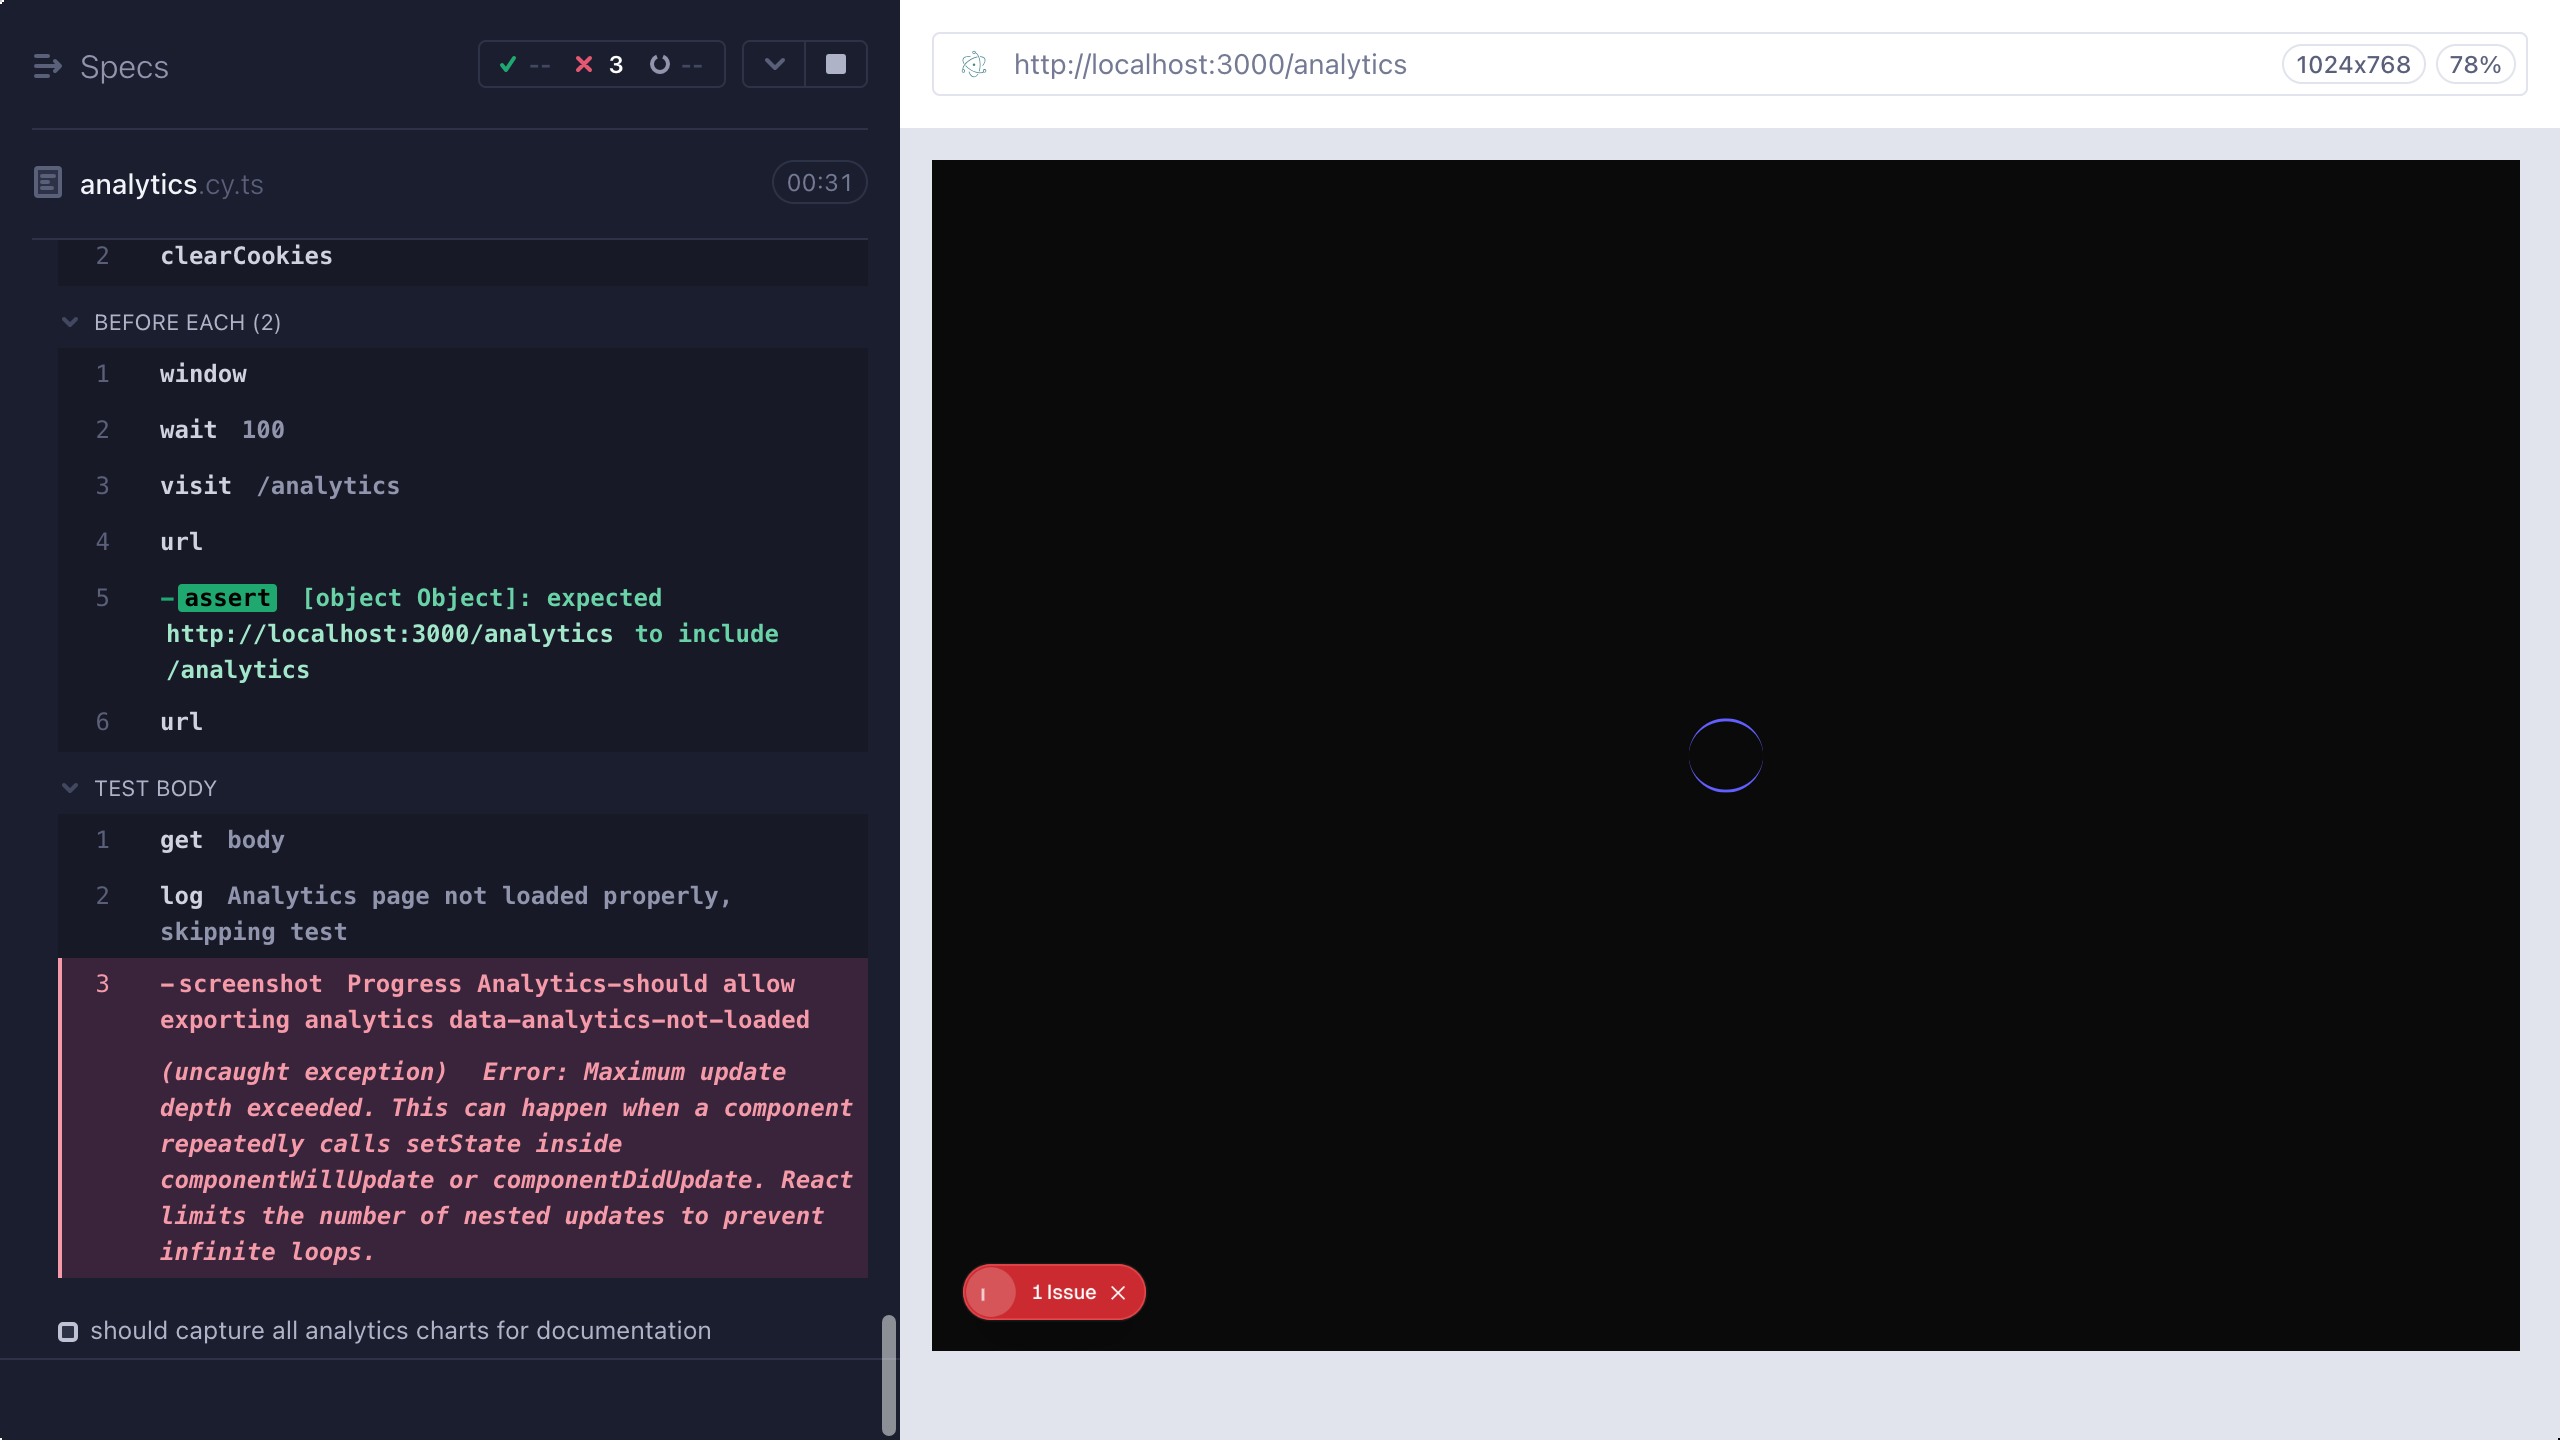 Specs
-- 3 --
analytics.cy.ts
00:31
2 clearCookies
BEFORE EACH (2)
1 window
2 wait 100
3 visit /analytics
4 url
5 -assert [object Object]: expected
http://localhost:3000/analytics to include
/analytics
6 url
TEST BODY
1 get body
2 log Analytics page not loaded properly,
skipping test
3 -screenshot Progress Analytics-should allow
exporting analytics data-analytics-not-loaded
(uncaught exception) Error: Maximum update
depth exceeded. This can happen when a component
repeatedly calls setState inside
componentWillUpdate or componentDidUpdate. React
limits the number of nested updates to prevent
infinite loops.
should capture all analytics charts for documentation
http://localhost:3000/analytics
1024x768
78%
1 Issue